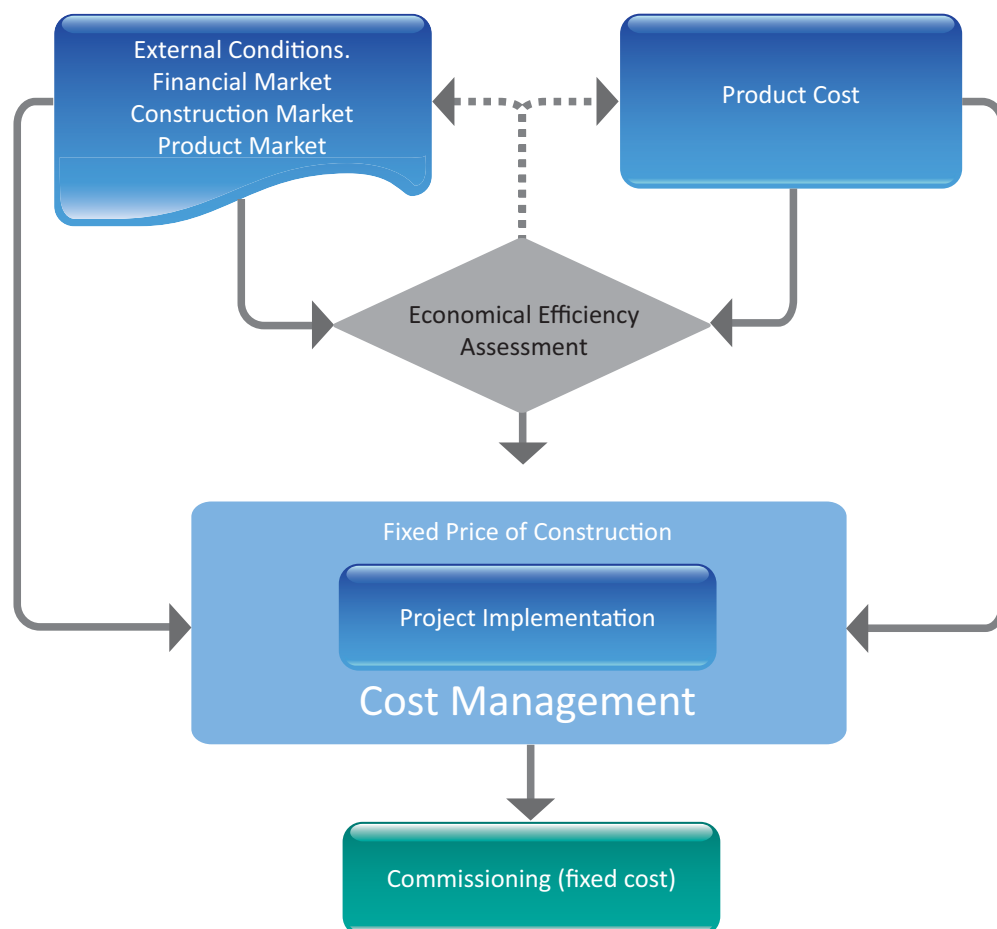 External Conditions.
Financial Market
Construction Market
Product Market
Product Cost
Economical Efficiency
Assessment
Fixed Price of Construction
Project Implementation
Cost Management
Commissioning (fixed cost)